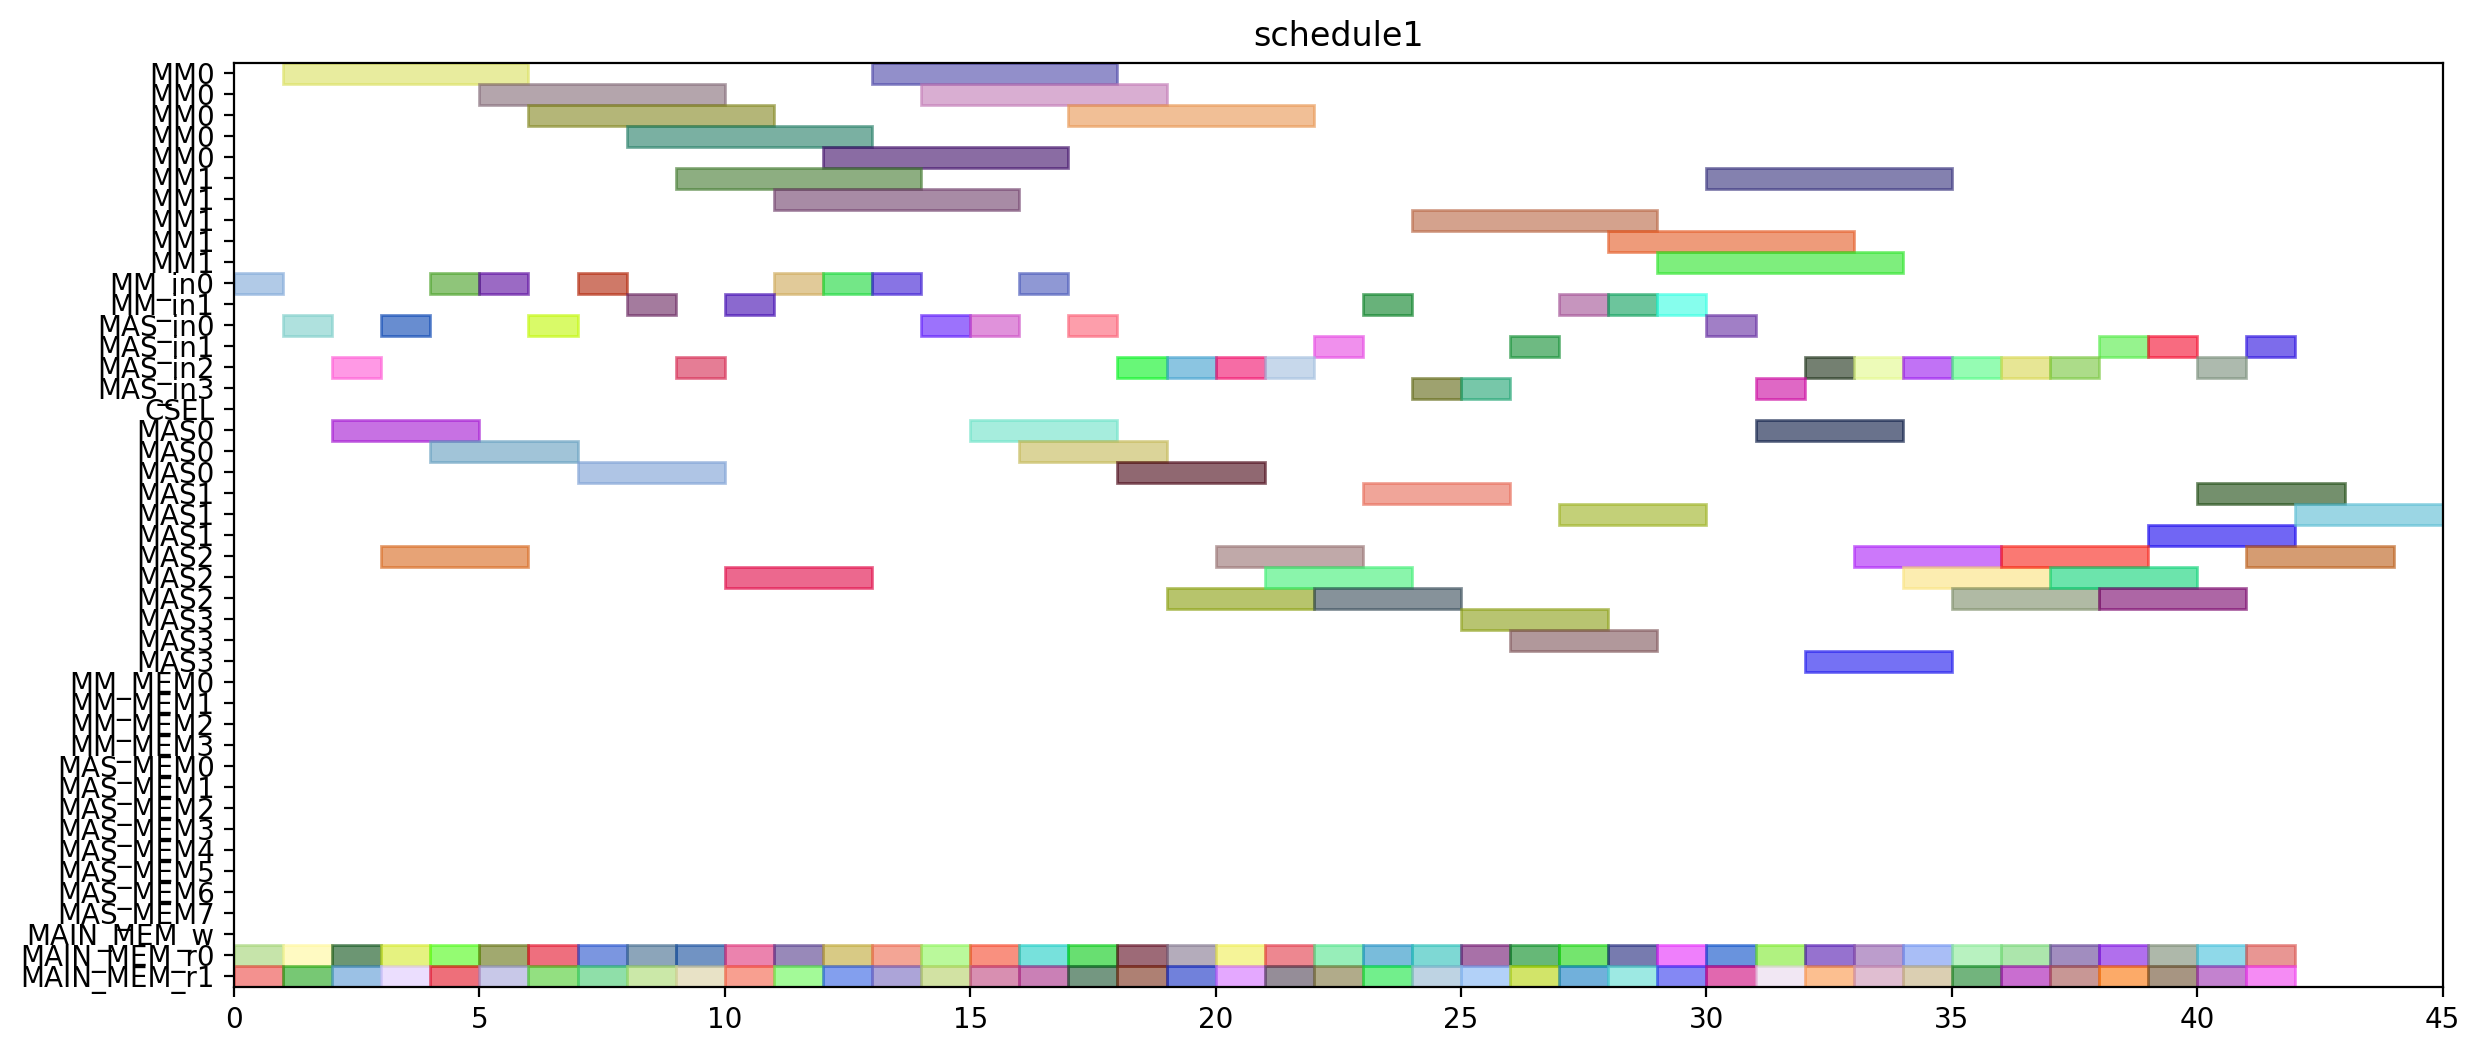 schedule1
MM0
MM0
MM0
MM0
MM0
MM1
MM1
MM1
MM1
MM1
MM_in0
MM_in1
MAS_in0
MAS_in1
MAS_in2
MAS_in3
CSEL
MAS0
MAS0
MAS0
MAS1
MAS1
MAS1
MAS2
MAS2
MAS2
MAS3
MAS3
MAS3
MM_MEM0
MM_MEM1
MM_MEM2
MM_MEM3
MAS_MEM0
MAS_MEM1
MAS_MEM2
MAS_MEM3
MAS_MEM4
MAS_MEM5
MAS_MEM6
MAS_MEM7
MAIN_MEM_w
MAIN_MEM_r0
MAIN_MEM_r1
0 5 10 15 20 25 30 35 40 45